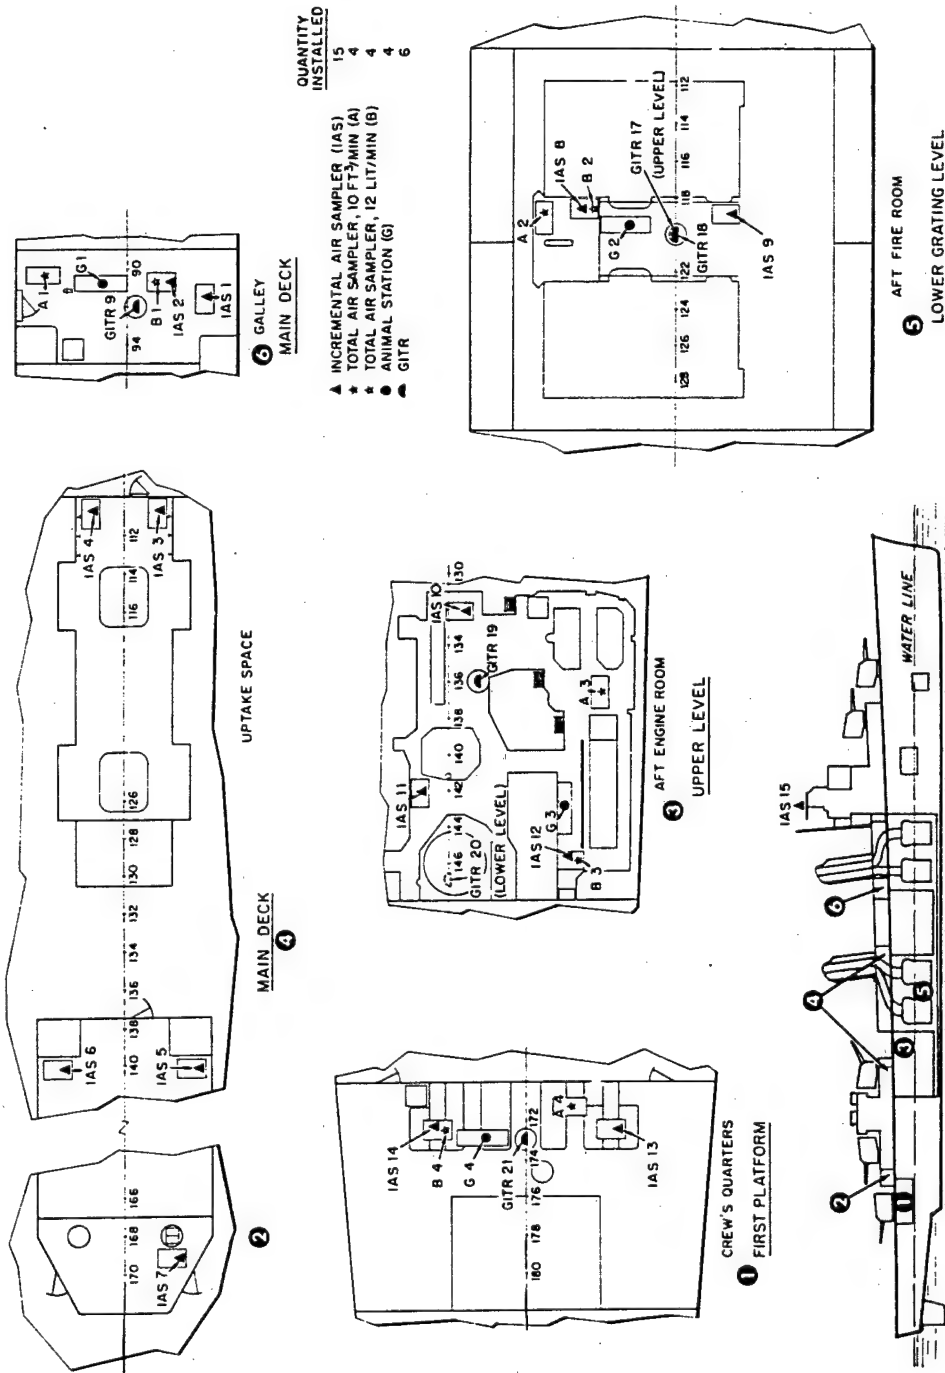 QUANTITY
INSTALLED
▲ INCREMENTAL AIR SAMPLER (IAS) 15
★ TOTAL AIR SAMPLER, 10 FT³/MIN (A) 4
★ TOTAL AIR SAMPLER, 12 LIT/MIN (B) 4
● ANIMAL STATION (G) 4
GITR 6
A 1
G 1
GITR 9
B 1
IAS 2
IAS 1
94
90
6 GALLEY
MAIN DECK
IAS 4
IAS 3
IAS 6
IAS 5
140
138
136
134
132
130
128
126
116
114
112
UPTAKE SPACE
MAIN DECK
4
IAS 7
170
168
166
2
A 2
IAS 8
B 2
G 2
GITR 17
(UPPER LEVEL)
GITR 18
IAS 9
128
126
124
122
118
116
114
112
5 AFT FIRE ROOM
LOWER GRATING LEVEL
IAS 11
IAS 10
GITR 19
GITR 20
(LOWER LEVEL)
IAS 12
B 3
G 3
A 3
146
144
142
140
138
136
134
130
3 AFT ENGINE ROOM
UPPER LEVEL
IAS 14
B 4
G 4
GITR 21
A 4
IAS 13
180
178
176
174
172
CREW'S QUARTERS
1 FIRST PLATFORM
IAS 15
WATER LINE
1
2
3
4
5
6